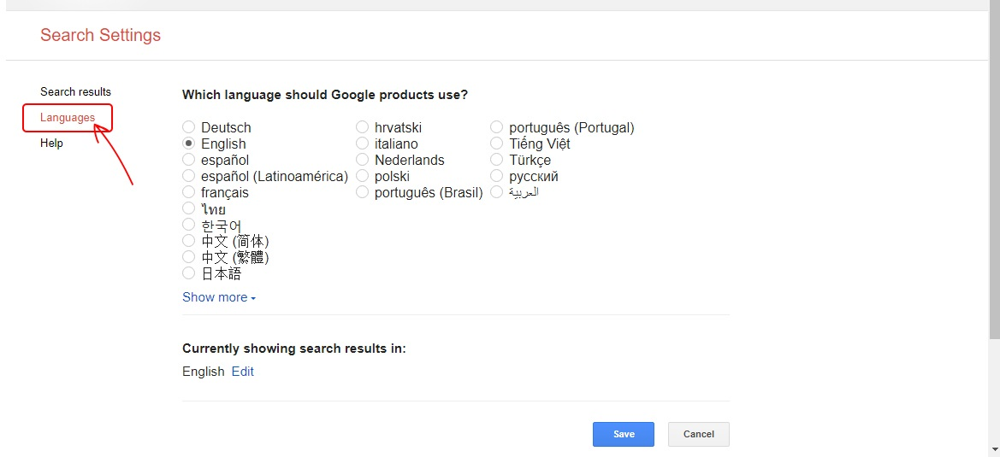 Search Settings
Search results
Languages
Help
Which language should Google products use?
Deutsch
English
español
español (Latinoamérica)
français
ไทย
한국어
中文 (简体)
中文 (繁體)
日本語
hrvatski
italiano
Nederlands
polski
português (Brasil)
português (Portugal)
Tiếng Việt
Türkçe
русский
العربية
Show more
Currently showing search results in:
English Edit
Save
Cancel